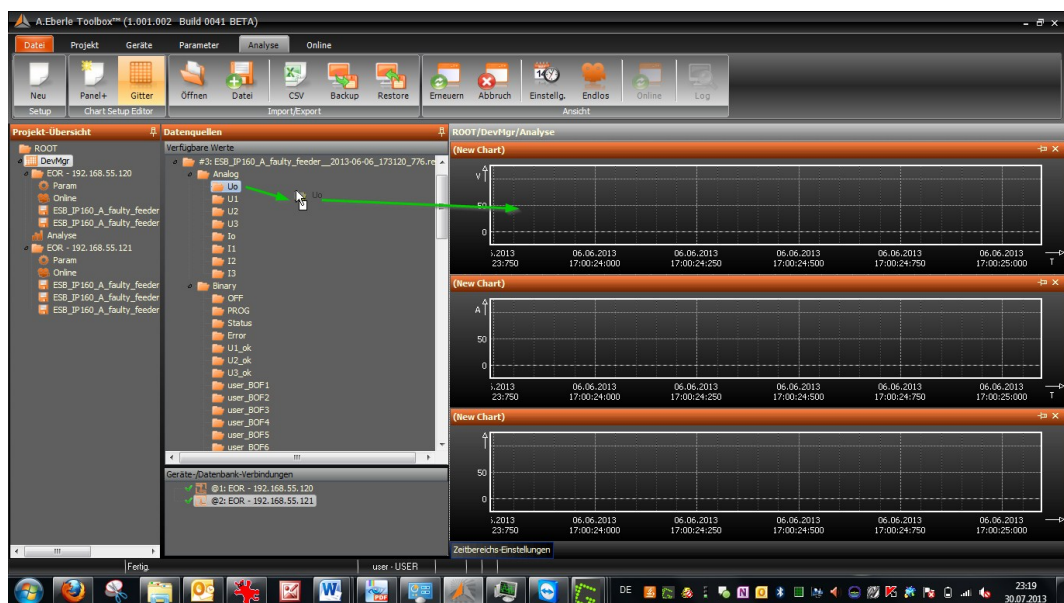 A.Eberle Toolbox™ (1.001.002 Build 0041 BETA)
Datei Projekt Geräte Parameter Analyse Online
Neu Panel+ Gitter Öffnen Datei CSV Backup Restore Erneuern Abbruch Einstellg. Endlos Online Log
Setup Chart Setup Editor Import/Export Ansicht
Projekt-Übersicht
ROOT
DevMgr
EOR - 192.168.55.120
Param
Online
ESB_IP160_A_faulty_feeder
ESB_IP160_A_faulty_feeder
Analyse
EOR - 192.168.55.121
Param
Online
ESB_IP160_A_faulty_feeder
ESB_IP160_A_faulty_feeder
ESB_IP160_A_faulty_feeder
Datenquellen
Verfügbare Werte
#3: ESB_IP160_A_faulty_feeder__2013-06-06_173120_776.re
Analog
Uo
Uo
U1
U2
U3
Io
I1
I2
I3
Binary
OFF
PROG
Status
Error
U1_ok
U2_ok
U3_ok
user_BOF1
user_BOF2
user_BOF3
user_BOF4
user_BOF5
user_BOF6
Geräte-/Datenbank-Verbindungen
@1: EOR - 192.168.55.120
@2: EOR - 192.168.55.121
ROOT/DevMgr/Analyse
(New Chart)
V
50
0
.2013 06.06.2013 06.06.2013 06.06.2013 06.06.2013 06.06.2013
23:750 17:00:24:000 17:00:24:250 17:00:24:500 17:00:24:750 17:00:25:000 T
(New Chart)
A
50
0
.2013 06.06.2013 06.06.2013 06.06.2013 06.06.2013 06.06.2013
23:750 17:00:24:000 17:00:24:250 17:00:24:500 17:00:24:750 17:00:25:000 T
(New Chart)
50
0
.2013 06.06.2013 06.06.2013 06.06.2013 06.06.2013 06.06.2013
23:750 17:00:24:000 17:00:24:250 17:00:24:500 17:00:24:750 17:00:25:000 T
Zeitbereichs-Einstellungen
Fertig. user - USER
DE
23:19
30.07.2013